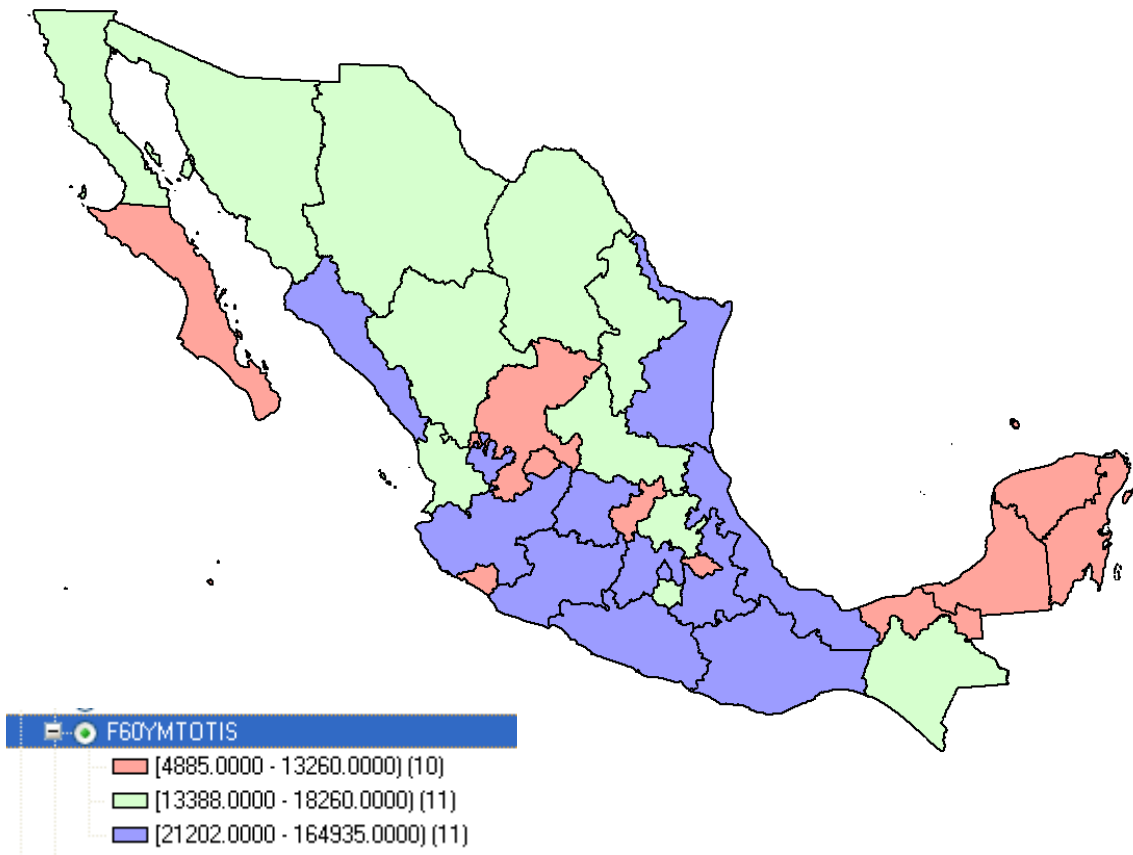 F60YMTOTIS
[4885.0000 - 13260.0000) (10)
[13388.0000 - 18260.0000) (11)
[21202.0000 - 164935.0000) (11)